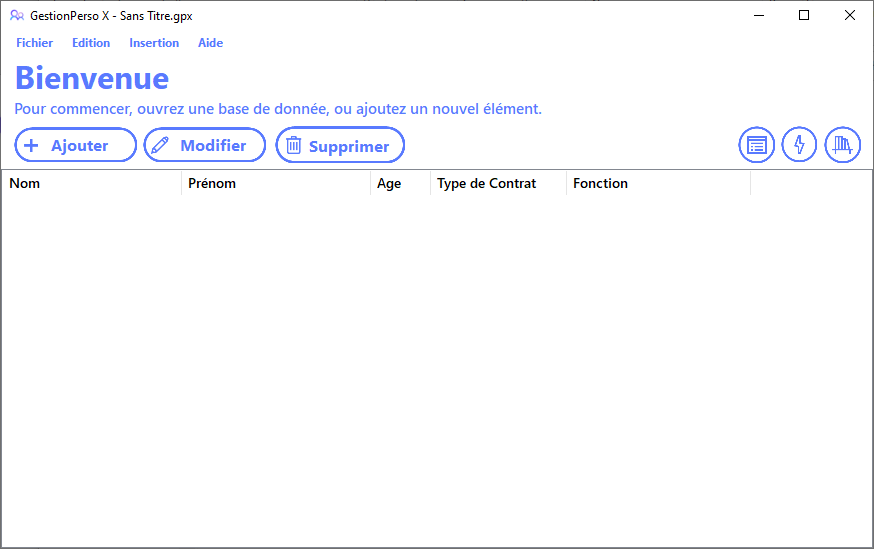 GestionPerso X - Sans Titre.gpx
Fichier Edition Insertion Aide
Bienvenue
Pour commencer, ouvrez une base de donnée, ou ajoutez un nouvel élément.
Ajouter Modifier Supprimer
Nom Prénom Age Type de Contrat Fonction